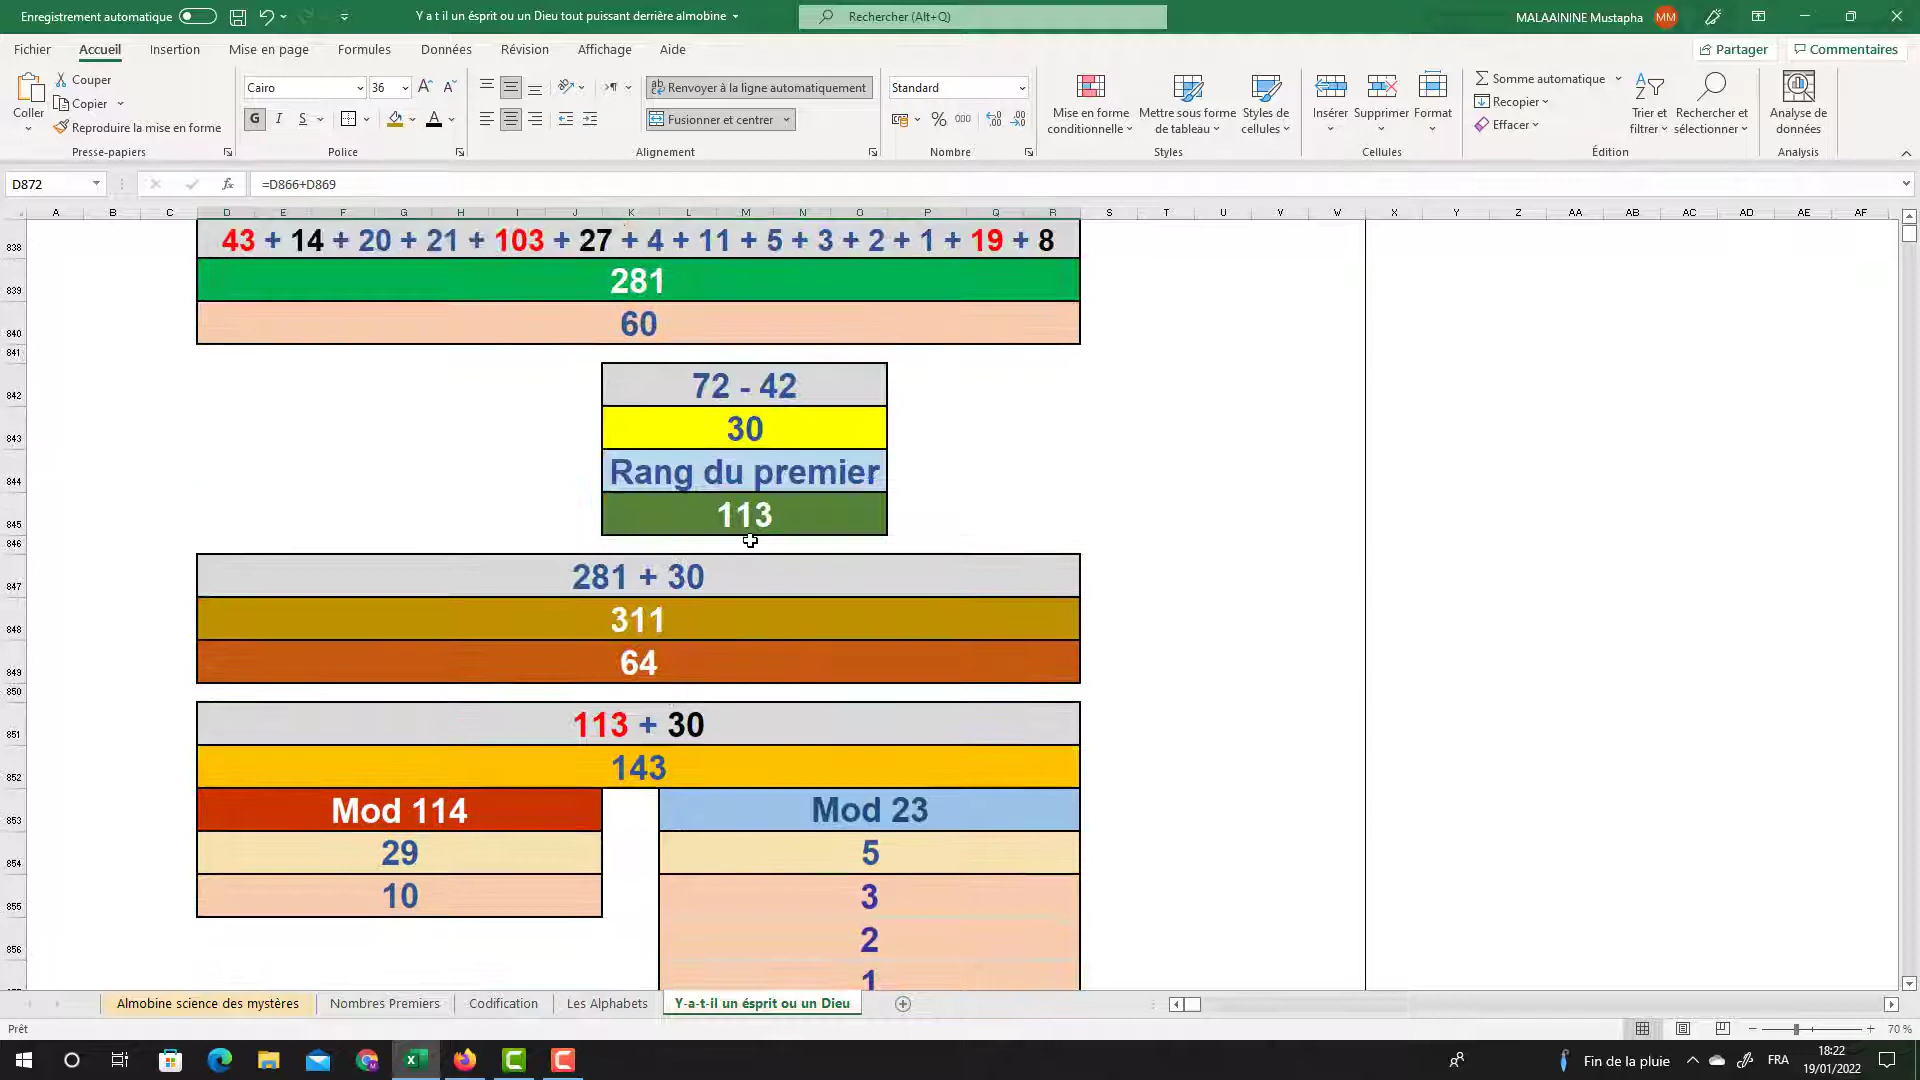 Enregistrement automatique
Y a t il un ésprit ou un Dieu tout puissant derrière almobine
Rechercher (Alt+Q)
MALAAININE Mustapha
MM
Fichier Accueil Insertion Mise en page Formules Données Révision Affichage Aide
Partager
Commentaires
Coller
Couper
Copier
Reproduire la mise en forme
Presse-papiers
Cairo 36
G I S
Police
Renvoyer à la ligne automatiquement
Fusionner et centrer
Alignement
Standard
% 000
Nombre
Mise en forme conditionnelle
Mettre sous forme de tableau
Styles de cellules
Styles
Insérer Supprimer Format
Cellules
Somme automatique
Recopier
Effacer
Trier et filtrer
Rechercher et sélectionner
Édition
Analyse de données
Analysis
D872
fx
=D866+D869
A B C D E F G H I J K L M N O P Q R S T U V W X Y Z AA AB AC AD AE AF
838 43 + 14 + 20 + 21 + 103 + 27 + 4 + 11 + 5 + 3 + 2 + 1 + 19 + 8
839 281
840 60
841
842 72 - 42
843 30
844 Rang du premier
845 113
846
847 281 + 30
848 311
849 64
850
851 113 + 30
852 143
853 Mod 114 Mod 23
854 29 5
855 10 3
856 2
1
Almobine science des mystères Nombres Premiers Codification Les Alphabets Y-a-t-il un ésprit ou un Dieu
Prêt
70 %
Fin de la pluie
FRA
18:22
19/01/2022